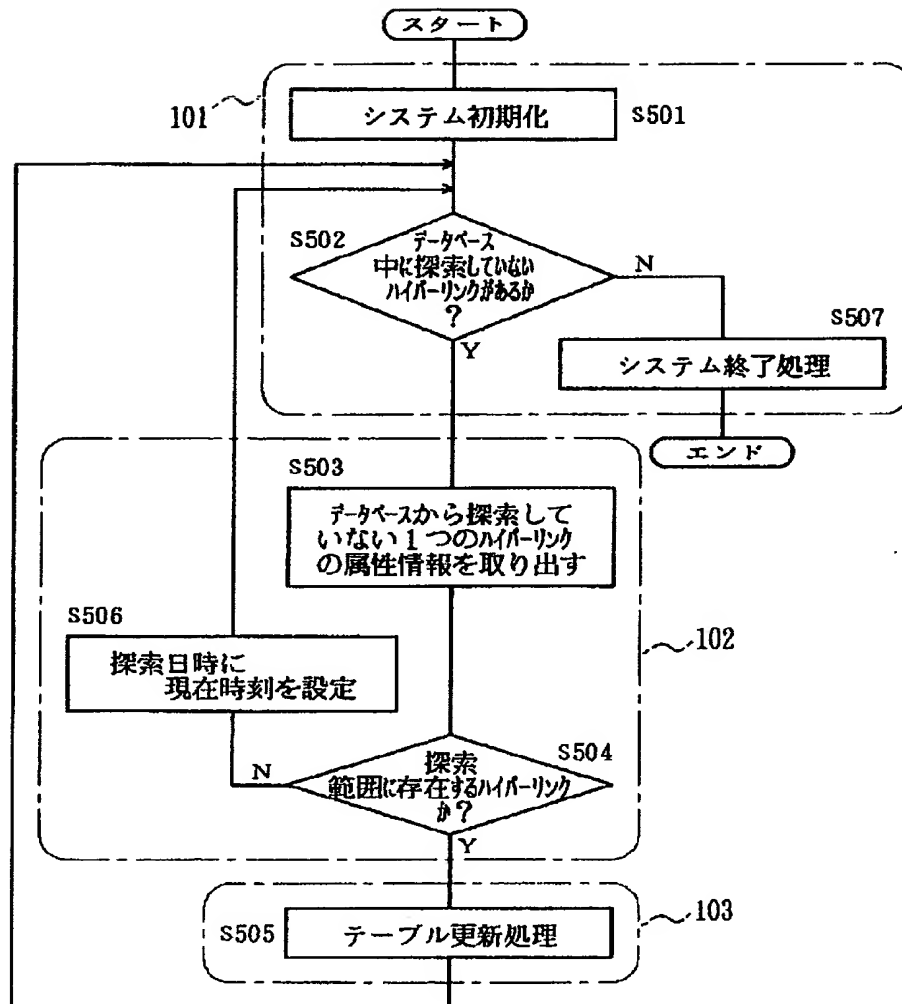 スタート
101
システム初期化
S501
S502
データベース
中に探索していない
ハイパーリンクがあるか
?
N
Y
S507
システム終了処理
エンド
S503
データベースから探索して
いない1つのハイパーリンク
の属性情報を取り出す
S506
探索日時に
現在時刻を設定
102
S504
探索
範囲に存在するハイパーリンク
か?
N
Y
103
S505
テーブル更新処理